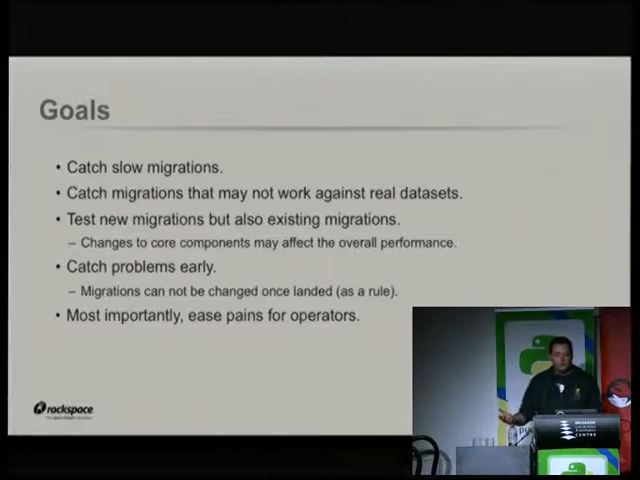 Goals
• Catch slow migrations.
• Catch migrations that may not work against real datasets.
• Test new migrations but also existing migrations.
– Changes to core components may affect the overall performance.
• Catch problems early.
– Migrations can not be changed once landed (as a rule).
• Most importantly, ease pains for operators.
rackspace
CENTRE